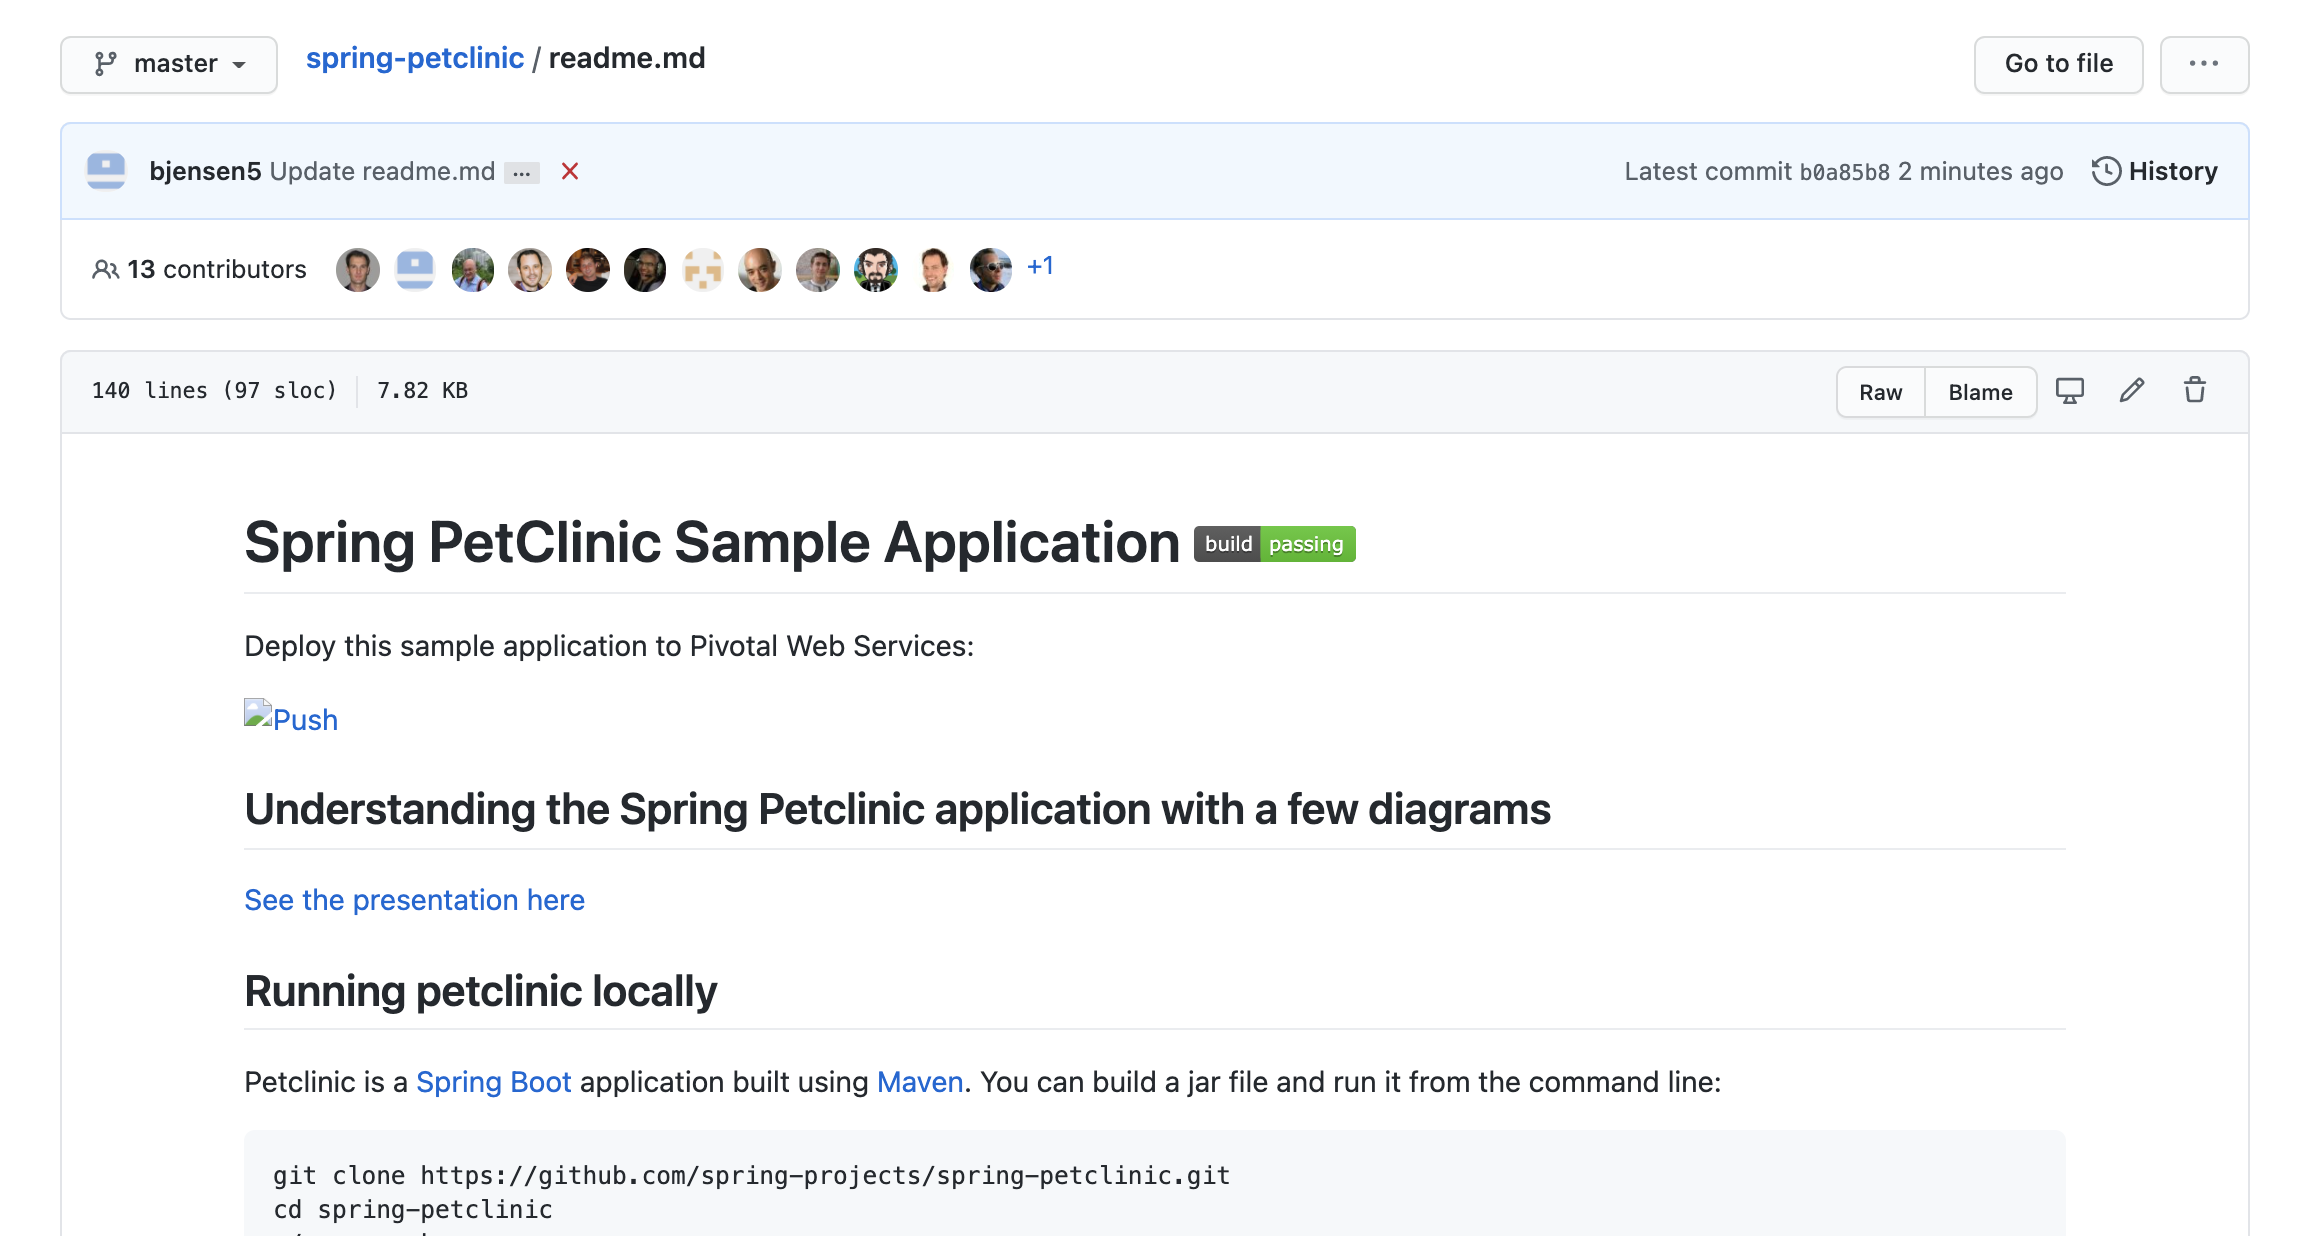 master
spring-petclinic / readme.md
Go to file
...
bjensen5 Update readme.md ...
Latest commit b0a85b8 2 minutes ago
History
13 contributors
+1
140 lines (97 sloc)
7.82 KB
Raw
Blame
Spring PetClinic Sample Application
build passing
Deploy this sample application to Pivotal Web Services:
Push
Understanding the Spring Petclinic application with a few diagrams
See the presentation here
Running petclinic locally
Petclinic is a Spring Boot application built using Maven. You can build a jar file and run it from the command line:
git clone https://github.com/spring-projects/spring-petclinic.git
cd spring-petclinic